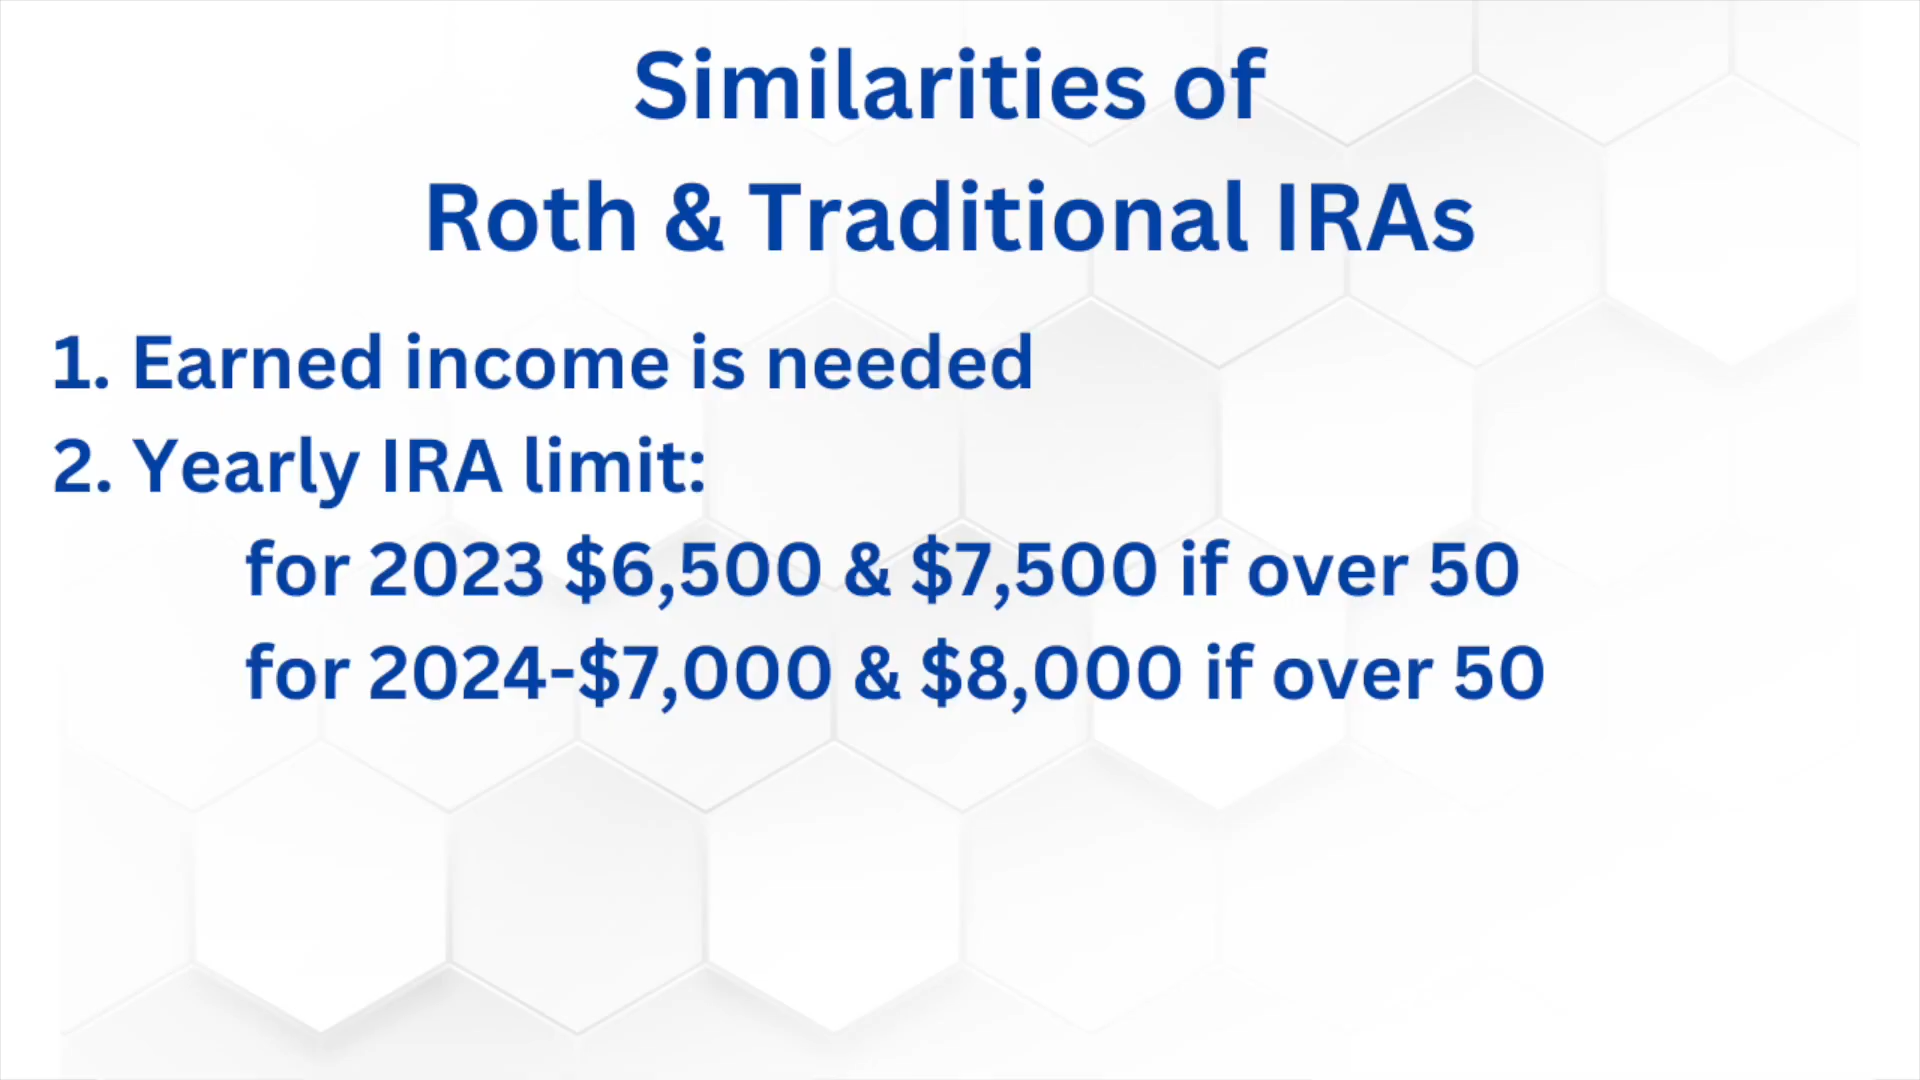 Similarities of
Roth & Traditional IRAs
1. Earned income is needed
2. Yearly IRA limit:
for 2023 $6,500 & $7,500 if over 50
for 2024-$7,000 & $8,000 if over 50